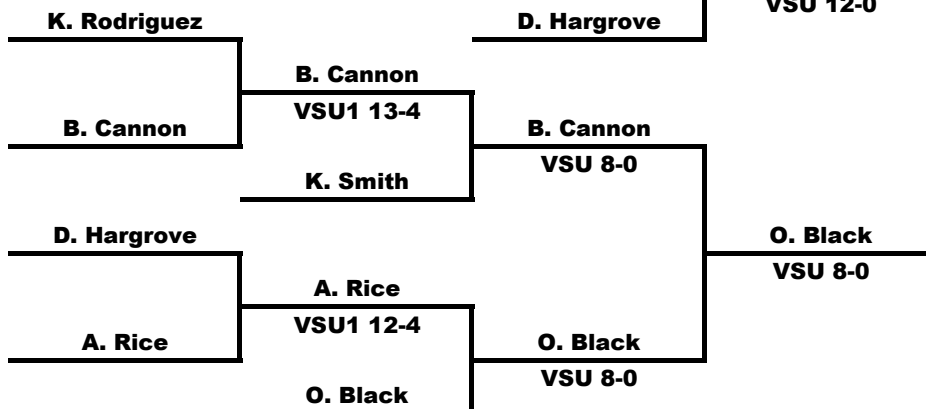 VSU 12-0
K. Rodriguez
D. Hargrove
B. Cannon
VSU1 13-4
B. Cannon
B. Cannon
VSU 8-0
K. Smith
D. Hargrove
O. Black
VSU 8-0
A. Rice
VSU1 12-4
A. Rice
O. Black
VSU 8-0
O. Black